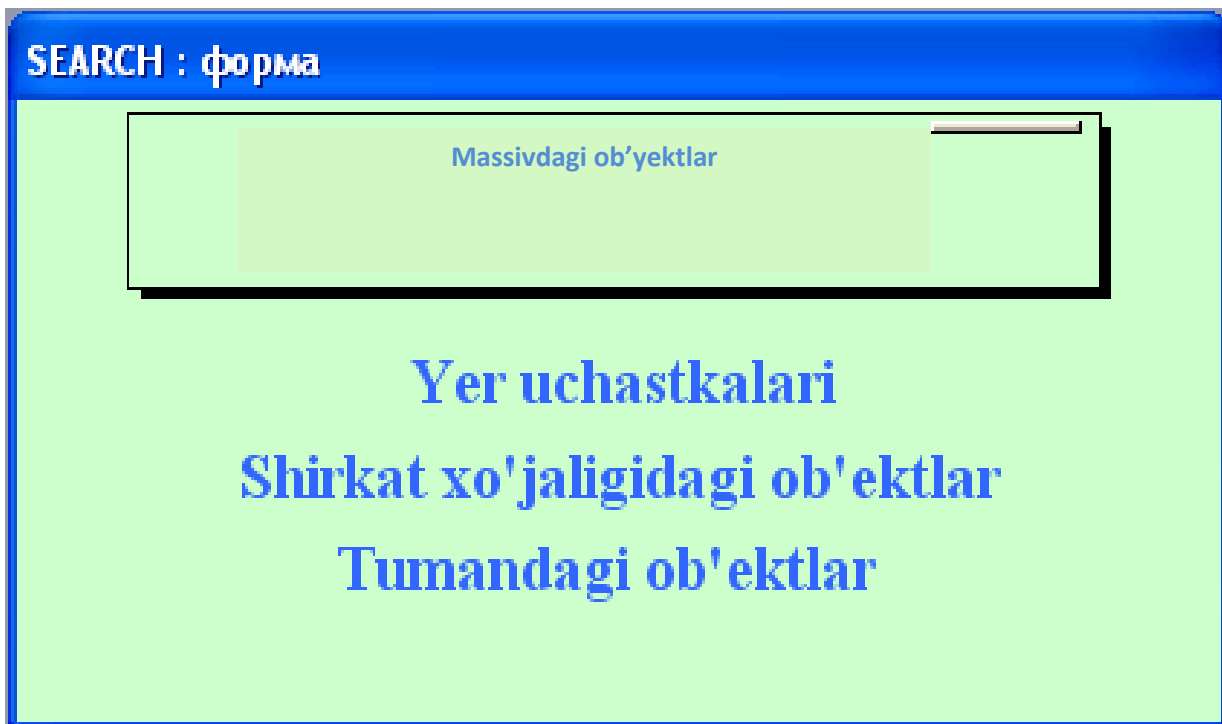 SEARCH : форма
Massivdagi ob’yektlar
Yer uchastkalari
Shirkat xo'jaligidagi ob'ektlar
Tumandagi ob'ektlar